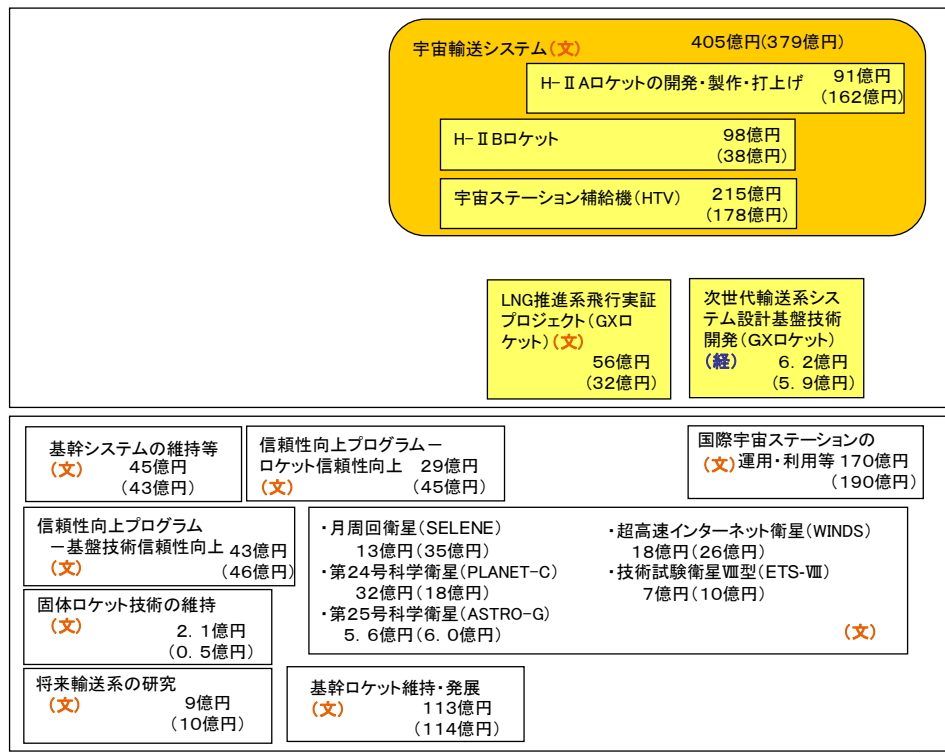 宇宙輸送システム(文) 405億円(379億円)
H-ⅡAロケットの開発・製作・打上げ 91億円
(162億円)
H-ⅡBロケット 98億円
(38億円)
宇宙ステーション補給機(HTV) 215億円
(178億円)
LNG推進系飛行実証
プロジェクト(GXロ
ケット)(文)
56億円
(32億円)
次世代輸送系シス
テム設計基盤技術
開発(GXロケット)
(経) 6.2億円
(5.9億円)
基幹システムの維持等
(文) 45億円
(43億円)
信頼性向上プログラム-
ロケット信頼性向上 29億円
(文) (45億円)
国際宇宙ステーションの
(文)運用・利用等 170億円
(190億円)
信頼性向上プログラム
-基盤技術信頼性向上 43億円
(文) (46億円)
・月周回衛星(SELENE)
13億円(35億円)
・第24号科学衛星(PLANET-C)
32億円(18億円)
・第25号科学衛星(ASTRO-G)
5.6億円(6.0億円)
・超高速インターネット衛星(WINDS)
18億円(26億円)
・技術試験衛星Ⅷ型(ETS-Ⅷ)
7億円(10億円)
(文)
固体ロケット技術の維持
(文) 2.1億円
(0.5億円)
将来輸送系の研究
(文) 9億円
(10億円)
基幹ロケット維持・発展
(文) 113億円
(114億円)